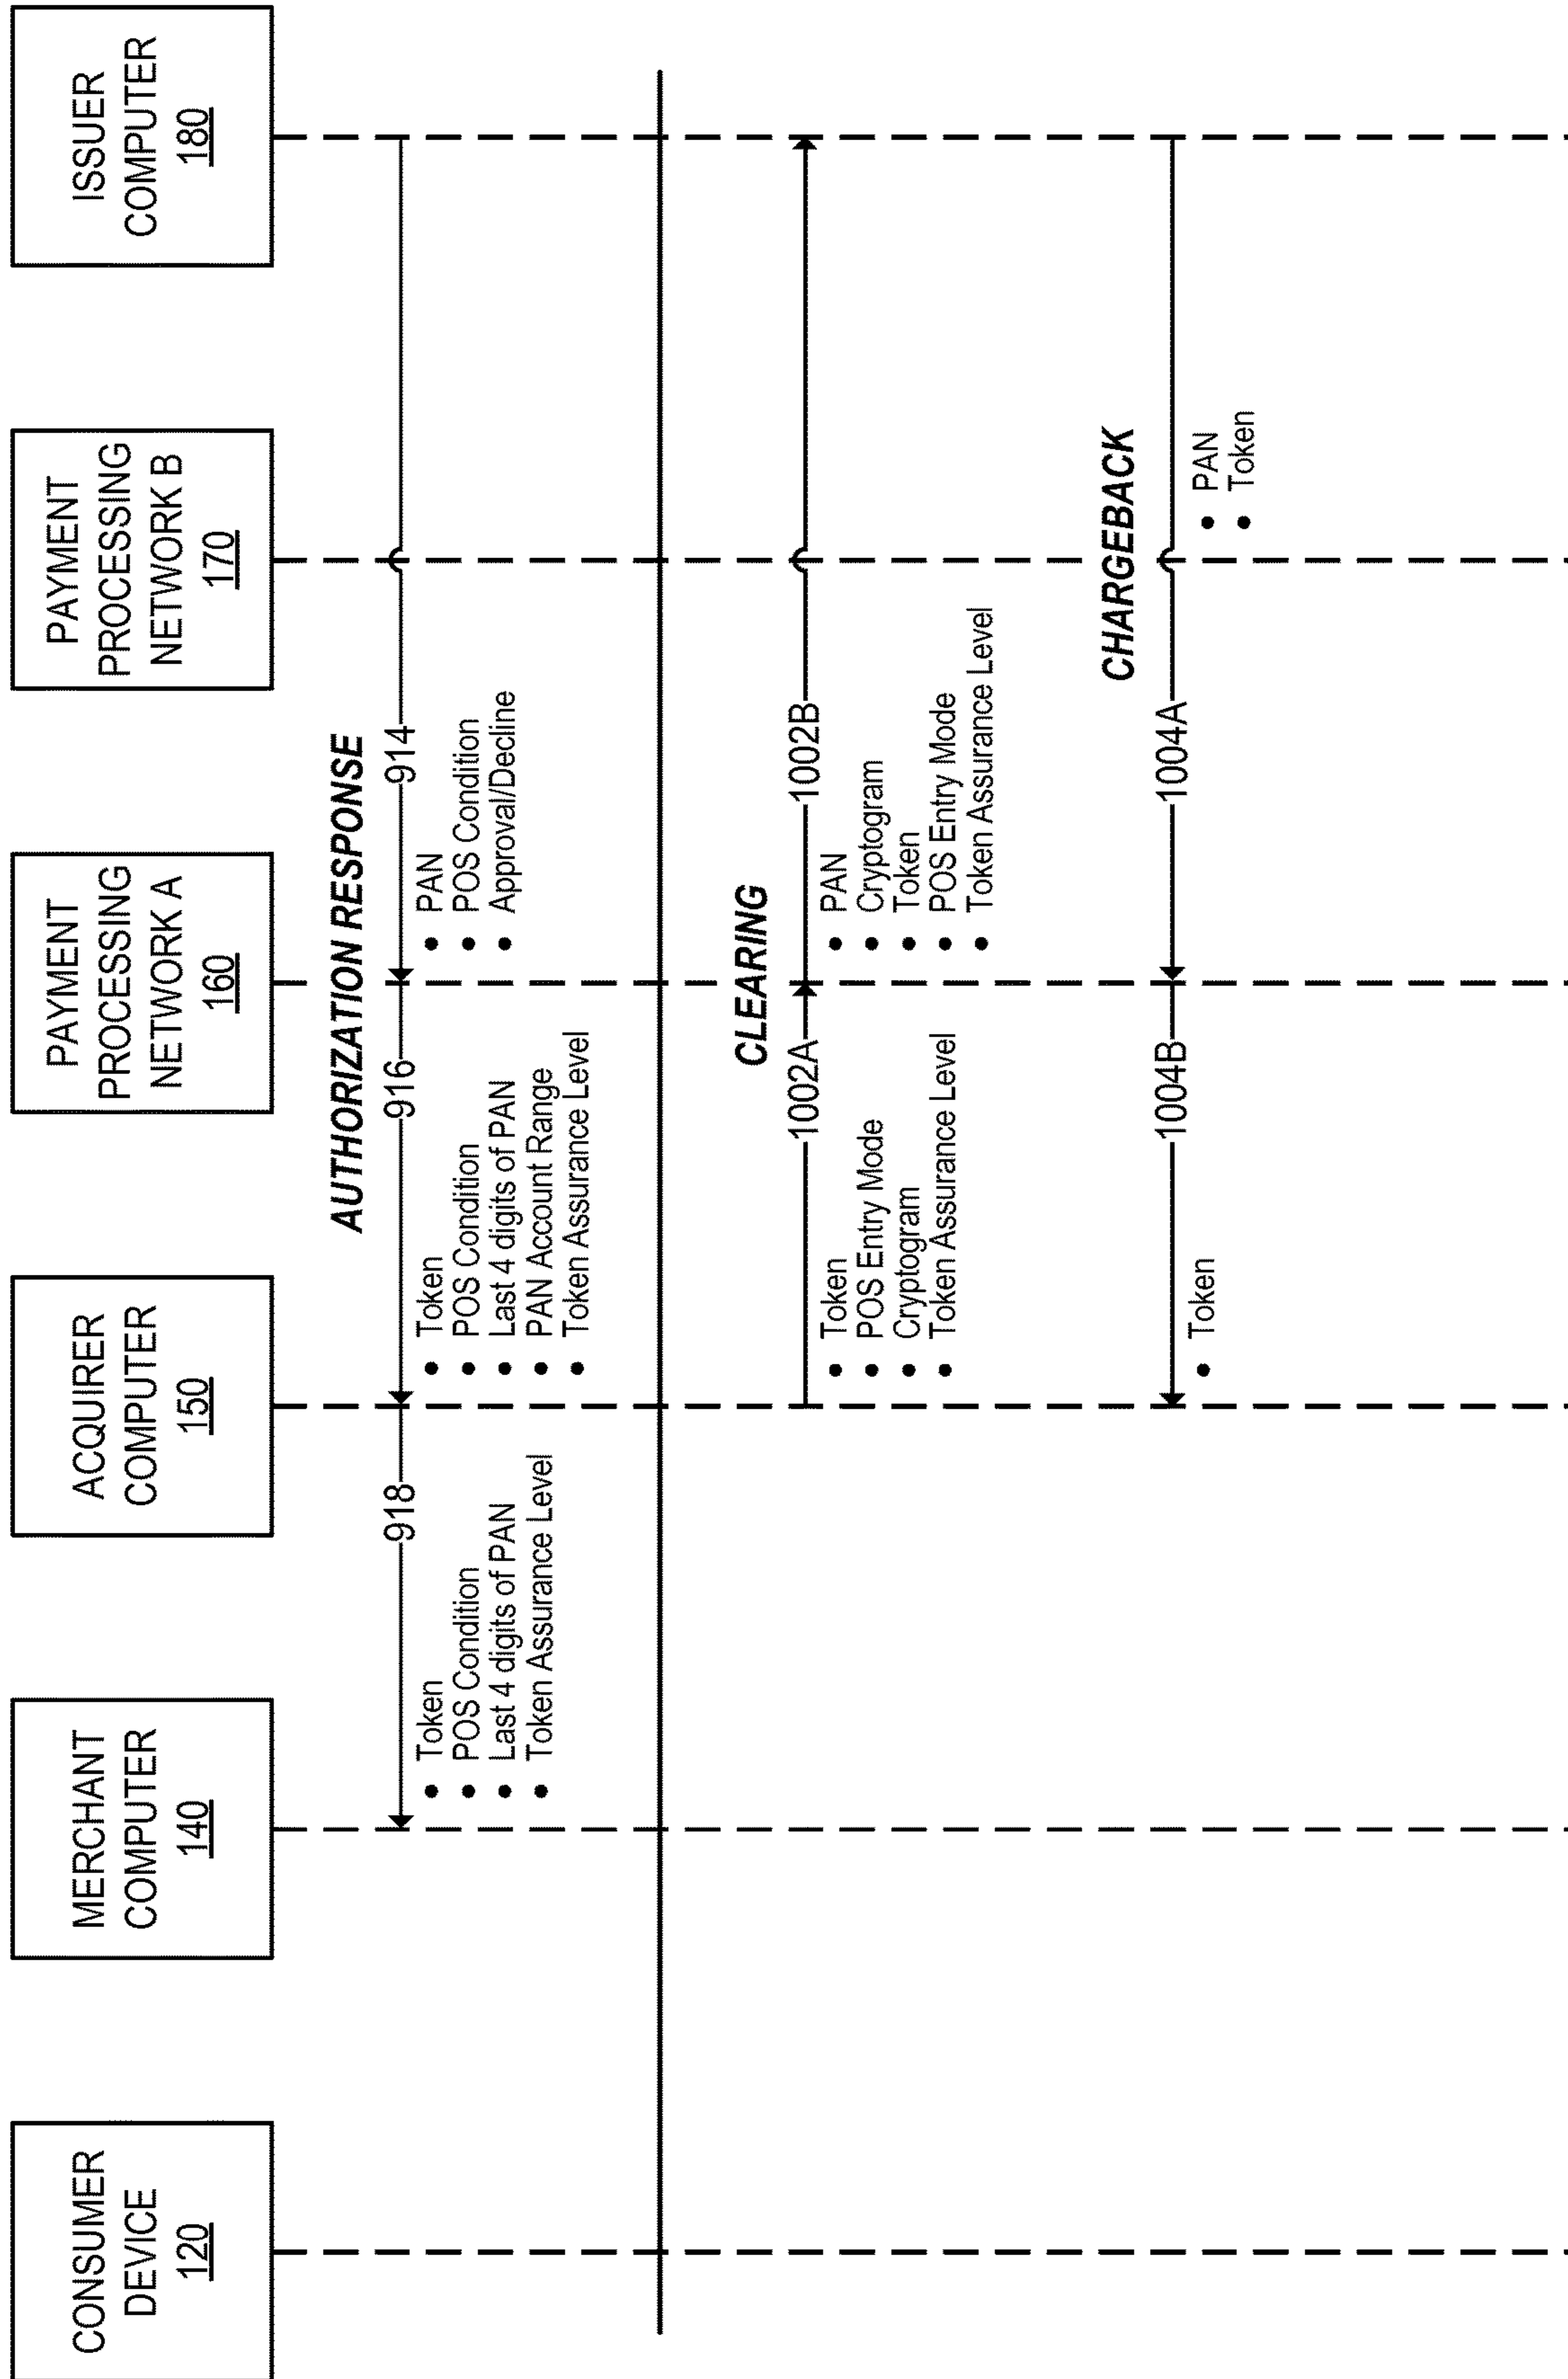 CONSUMER
DEVICE
120
MERCHANT
COMPUTER
140
ACQUIRER
COMPUTER
150
PAYMENT
PROCESSING
NETWORK A
160
PAYMENT
PROCESSING
NETWORK B
170
ISSUER
COMPUTER
180
AUTHORIZATION RESPONSE
918
916
914
• Token
• POS Condition
• Last 4 digits of PAN
• Token Assurance Level
• Token
• POS Condition
• Last 4 digits of PAN
• PAN Account Range
• Token Assurance Level
• PAN
• POS Condition
• Approval/Decline
CLEARING
1002A
1002B
• Token
• POS Entry Mode
• Cryptogram
• Token Assurance Level
• PAN
• Cryptogram
• Token
• POS Entry Mode
• Token Assurance Level
CHARGEBACK
1004B
1004A
• Token
• PAN
• Token